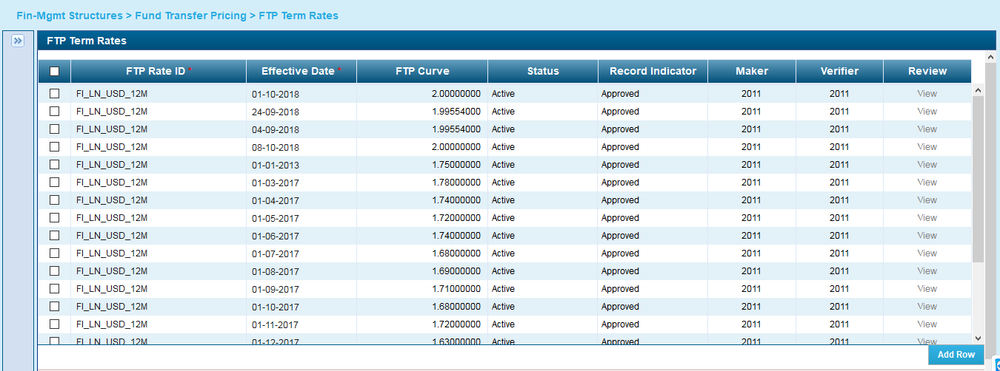 Fin-Mgmt Structures > Fund Transfer Pricing > FTP Term Rates
FTP Term Rates
FTP Rate ID * Effective Date * FTP Curve Status Record Indicator Maker Verifier Review
FI_LN_USD_12M 01-10-2018 2.00000000 Active Approved 2011 2011 View
FI_LN_USD_12M 24-09-2018 1.99554000 Active Approved 2011 2011 View
FI_LN_USD_12M 04-09-2018 1.99554000 Active Approved 2011 2011 View
FI_LN_USD_12M 08-10-2018 2.00000000 Active Approved 2011 2011 View
FI_LN_USD_12M 01-01-2013 1.75000000 Active Approved 2011 2011 View
FI_LN_USD_12M 01-03-2017 1.78000000 Active Approved 2011 2011 View
FI_LN_USD_12M 01-04-2017 1.74000000 Active Approved 2011 2011 View
FI_LN_USD_12M 01-05-2017 1.72000000 Active Approved 2011 2011 View
FI_LN_USD_12M 01-06-2017 1.74000000 Active Approved 2011 2011 View
FI_LN_USD_12M 01-07-2017 1.68000000 Active Approved 2011 2011 View
FI_LN_USD_12M 01-08-2017 1.69000000 Active Approved 2011 2011 View
FI_LN_USD_12M 01-09-2017 1.71000000 Active Approved 2011 2011 View
FI_LN_USD_12M 01-10-2017 1.68000000 Active Approved 2011 2011 View
FI_LN_USD_12M 01-11-2017 1.72000000 Active Approved 2011 2011 View
FI_LN_USD_12M 01-12-2017 1.63000000 Active Approved 2011 2011 View
Add Row